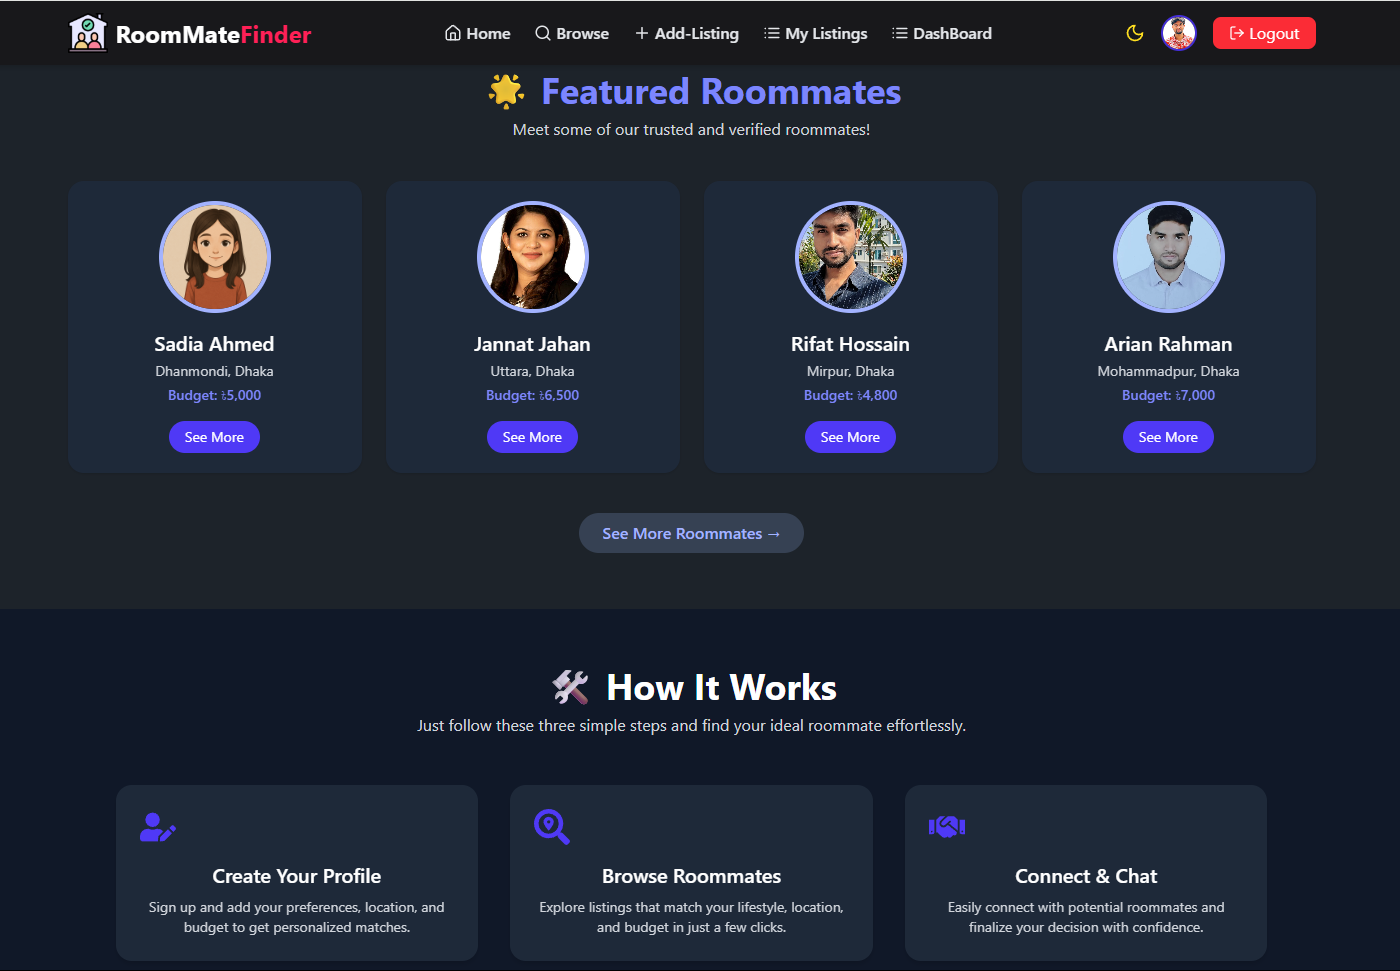 RoomMateFinder
Home
Browse
Add-Listing
My Listings
DashBoard
Logout
🌟 Featured Roommates
Meet some of our trusted and verified roommates!
Sadia Ahmed
Dhanmondi, Dhaka
Budget: ৳5,000
See More
Jannat Jahan
Uttara, Dhaka
Budget: ৳6,500
See More
Rifat Hossain
Mirpur, Dhaka
Budget: ৳4,800
See More
Arian Rahman
Mohammadpur, Dhaka
Budget: ৳7,000
See More
See More Roommates →
🛠️ How It Works
Just follow these three simple steps and find your ideal roommate effortlessly.
Create Your Profile
Sign up and add your preferences, location, and
budget to get personalized matches.
Browse Roommates
Explore listings that match your lifestyle, location,
and budget in just a few clicks.
Connect & Chat
Easily connect with potential roommates and
finalize your decision with confidence.